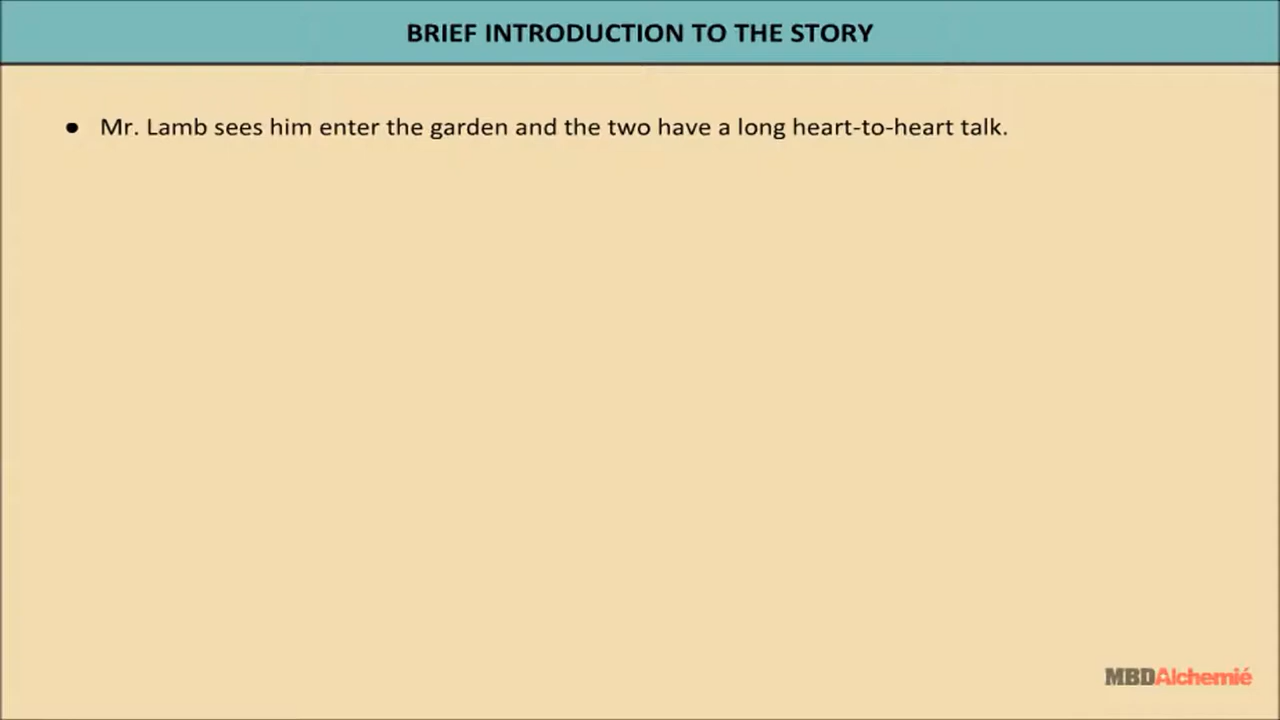 BRIEF INTRODUCTION TO THE STORY
● Mr. Lamb sees him enter the garden and the two have a long heart-to-heart talk.
MBDAlchemié